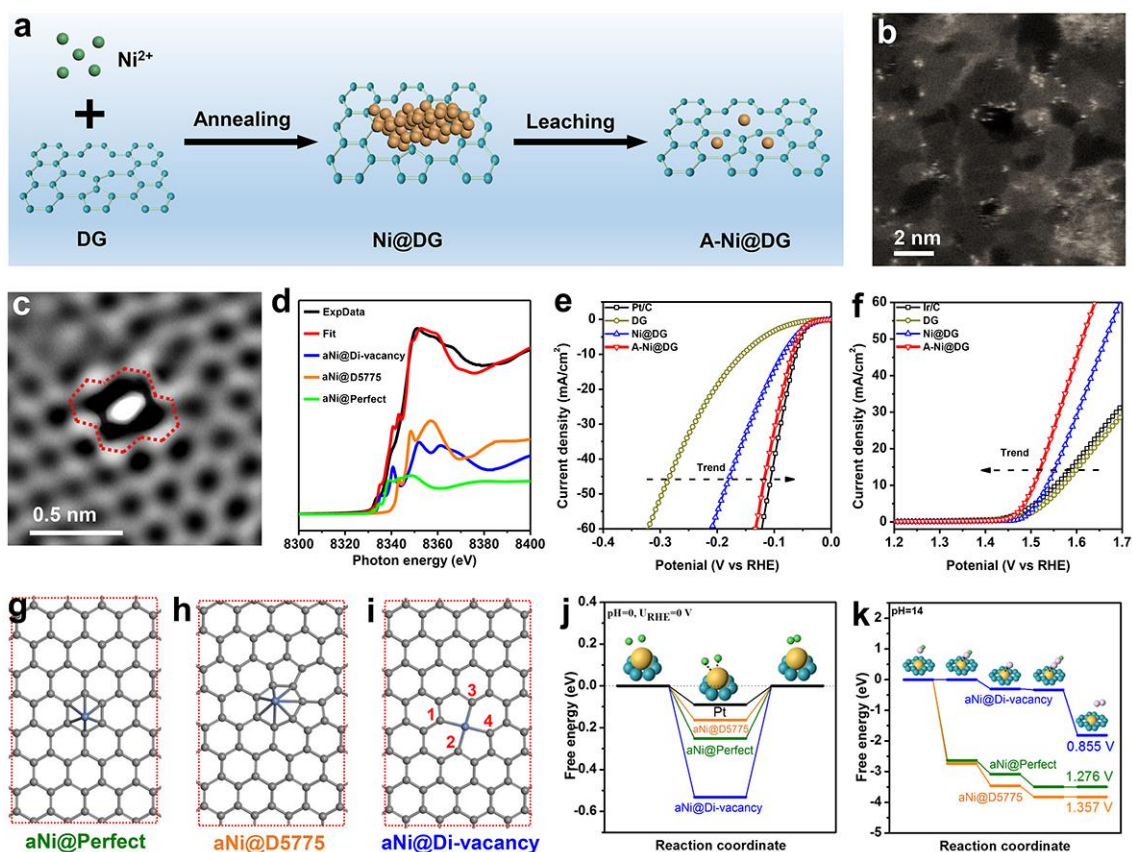 a
Ni2+
+
DG
Annealing
Ni@DG
Leaching
A-Ni@DG
b
2 nm
c
0.5 nm
d
ExpData
Fit
aNi@Di-vacancy
aNi@D5775
aNi@Perfect
8300 8320 8340 8360 8380 8400
Photon energy (eV)
e
Pt/C
DG
Ni@DG
A-Ni@DG
Trend
Current density (mA/cm2)
0
-10
-20
-30
-40
-50
-60
-0.4 -0.3 -0.2 -0.1 0.0
Potenial (V vs RHE)
f
Ir/C
DG
Ni@DG
A-Ni@DG
Trend
Current density (mA/cm2)
60
50
40
30
20
10
0
1.2 1.3 1.4 1.5 1.6 1.7
Potenial (V vs RHE)
g
aNi@Perfect
h
aNi@D5775
i
1
2
3
4
aNi@Di-vacancy
j
pH=0, URHE=0 V
Free energy (eV)
0.4
0.2
0.0
-0.2
-0.4
-0.6
Pt
aNi@D5775
aNi@Perfect
aNi@Di-vacancy
Reaction coordinate
k
pH=14
Free energy (eV)
2
1
0
-1
-2
-3
-4
-5
aNi@Di-vacancy
0.855 V
aNi@Perfect
1.276 V
aNi@D5775
1.357 V
Reaction coordinate